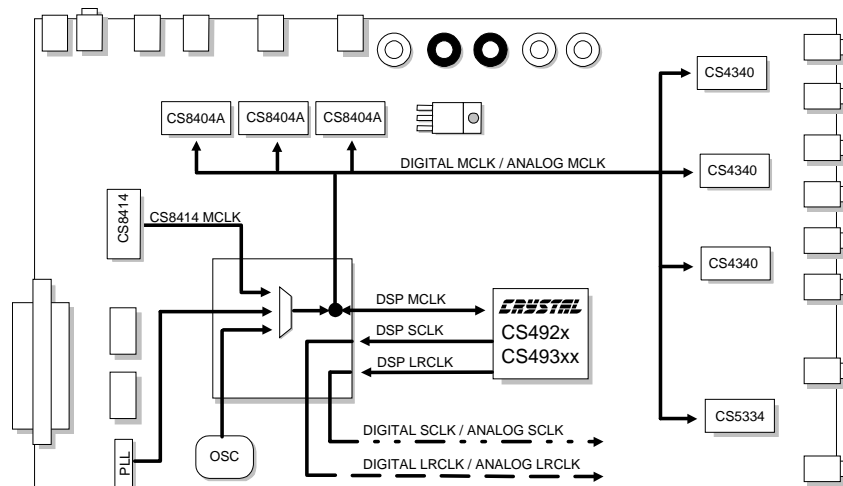 CS4340
CS8404A
CS8404A
CS8404A
DIGITAL MCLK / ANALOG MCLK
CS4340
CS8414
CS8414 MCLK
CS4340
DSP MCLK
CRYSTAL
CS492x
CS493xx
DSP SCLK
DSP LRCLK
CS5334
DIGITAL SCLK / ANALOG SCLK
OSC
PLL
DIGITAL LRCLK / ANALOG LRCLK